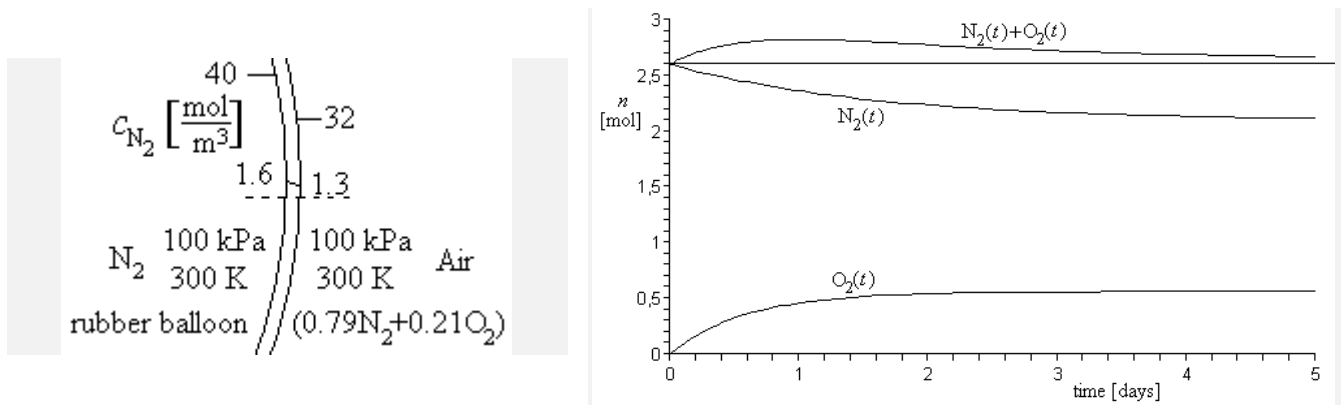 40
32
c_N₂ [mol/m³]
1.6 1.3
N₂ 100 kPa 300 K 100 kPa 300 K Air
rubber balloon (0.79N₂+0.21O₂)
3
N₂(t)+O₂(t)
2,5
n
[mol]
N₂(t)
2
1,5
1
O₂(t)
0,5
0
0 1 2 3 4 5
time [days]